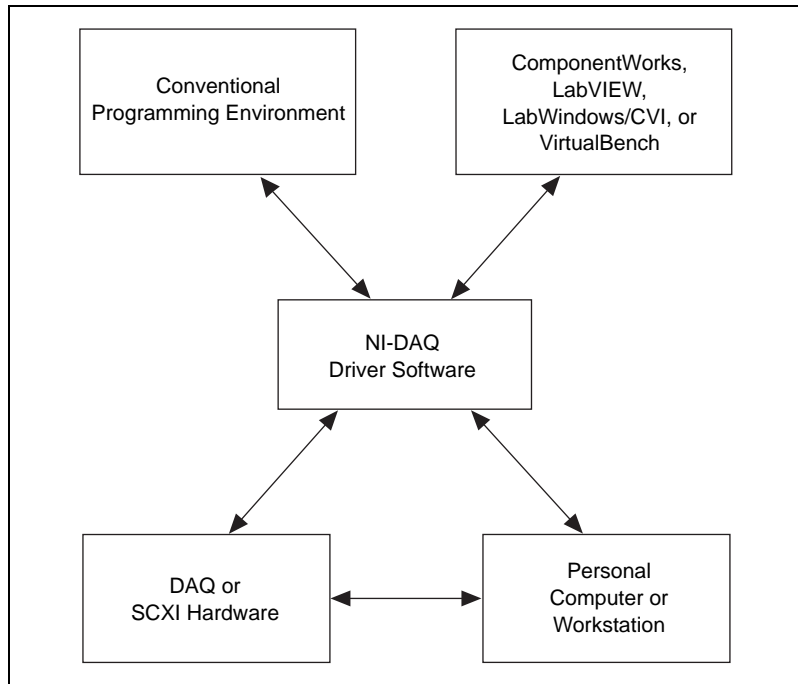 Conventional
Programming Environment
ComponentWorks,
LabVIEW,
LabWindows/CVI, or
VirtualBench
NI-DAQ
Driver Software
DAQ or
SCXI Hardware
Personal
Computer or
Workstation